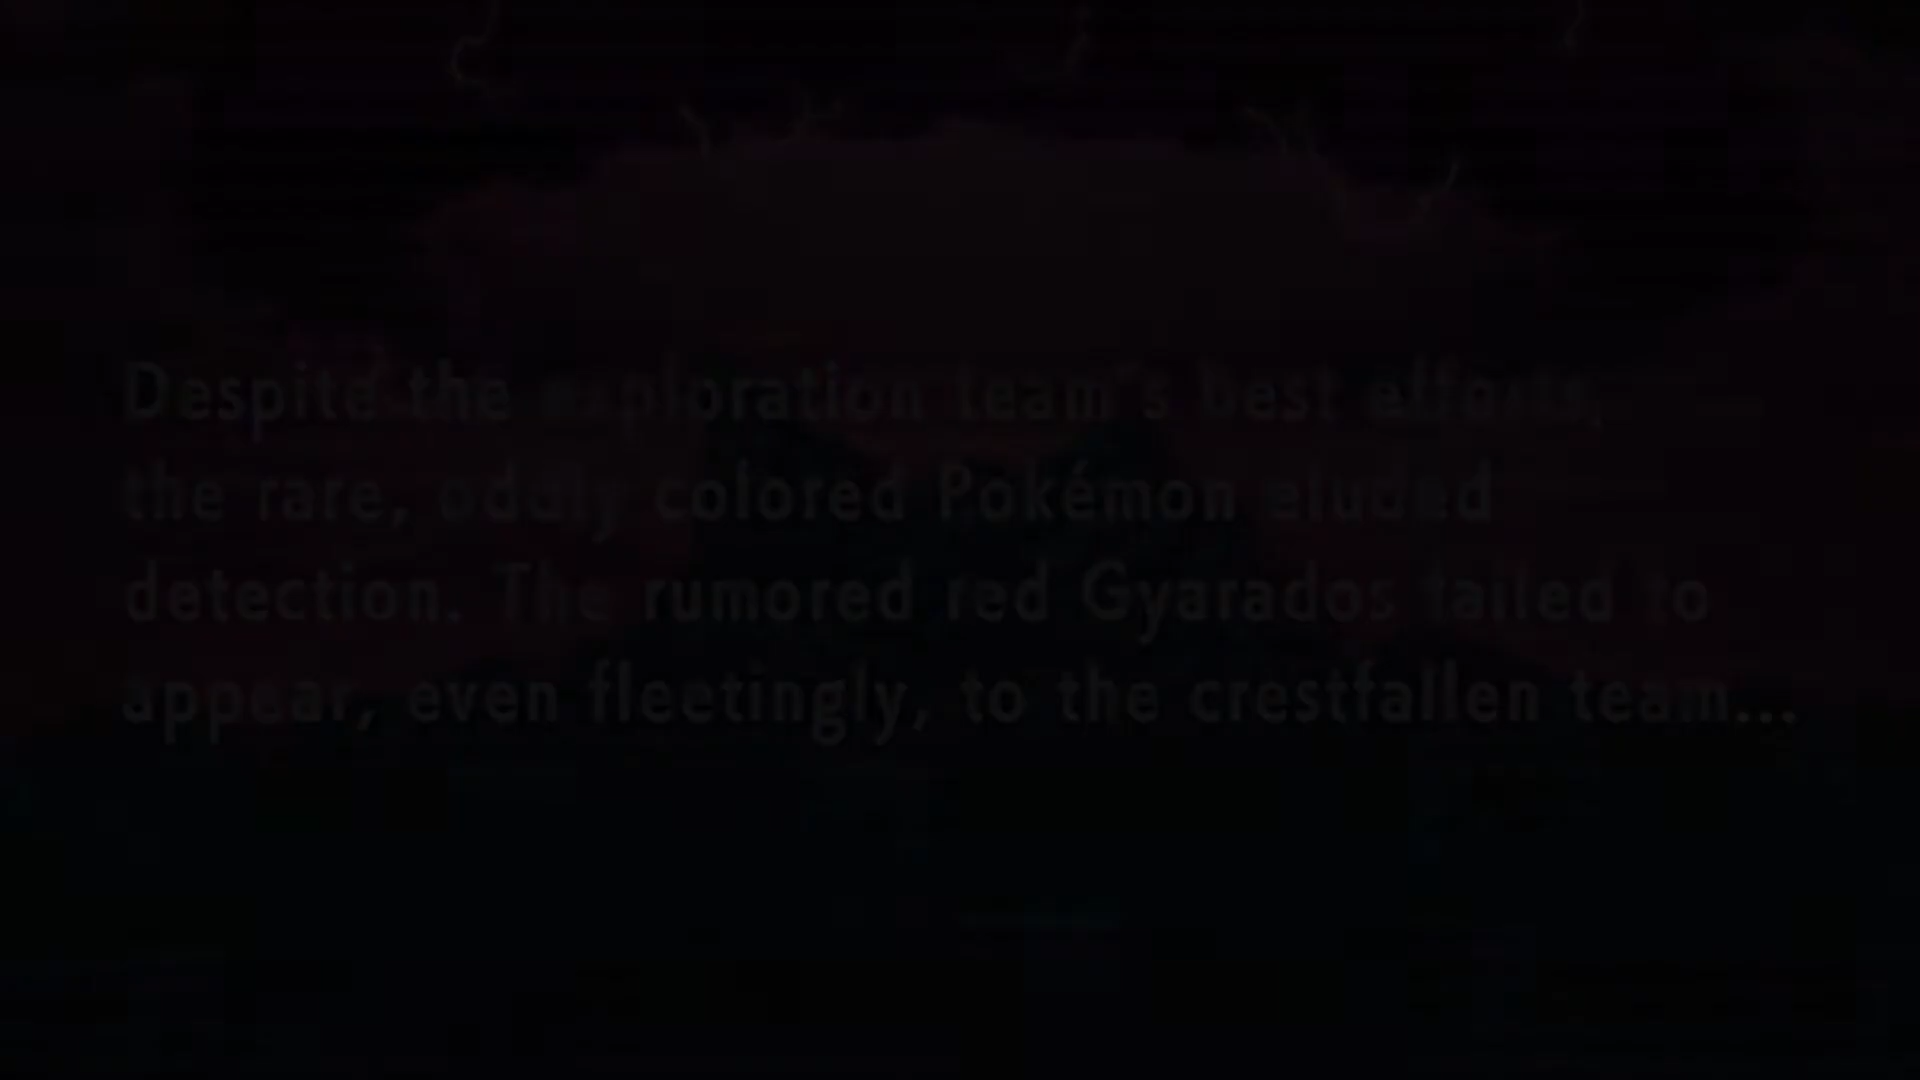 Despite the exploration team's best efforts,
the rare, oddly colored Pokémon eluded
detection. The rumored red Gyarados failed to
appear, even fleetingly, to the crestfallen team...